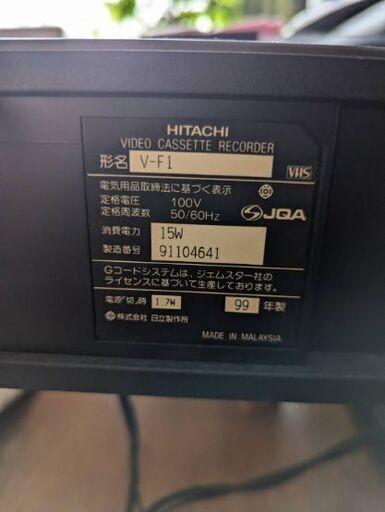 HITACHI
VIDEO CASSETTE RECORDER
形名 V-F1
VHS
電気用品取締法に基づく表示
定格電圧 100V
定格周波数 50/60Hz
JQA
消費電力 15W
製造番号 91104641
Gコードシステムは、ジェムスター社の
ライセンスに基づいて生産しております。
電源「切」時 1.7W 99年製
株式会社 日立製作所
MADE IN MALAYSIA